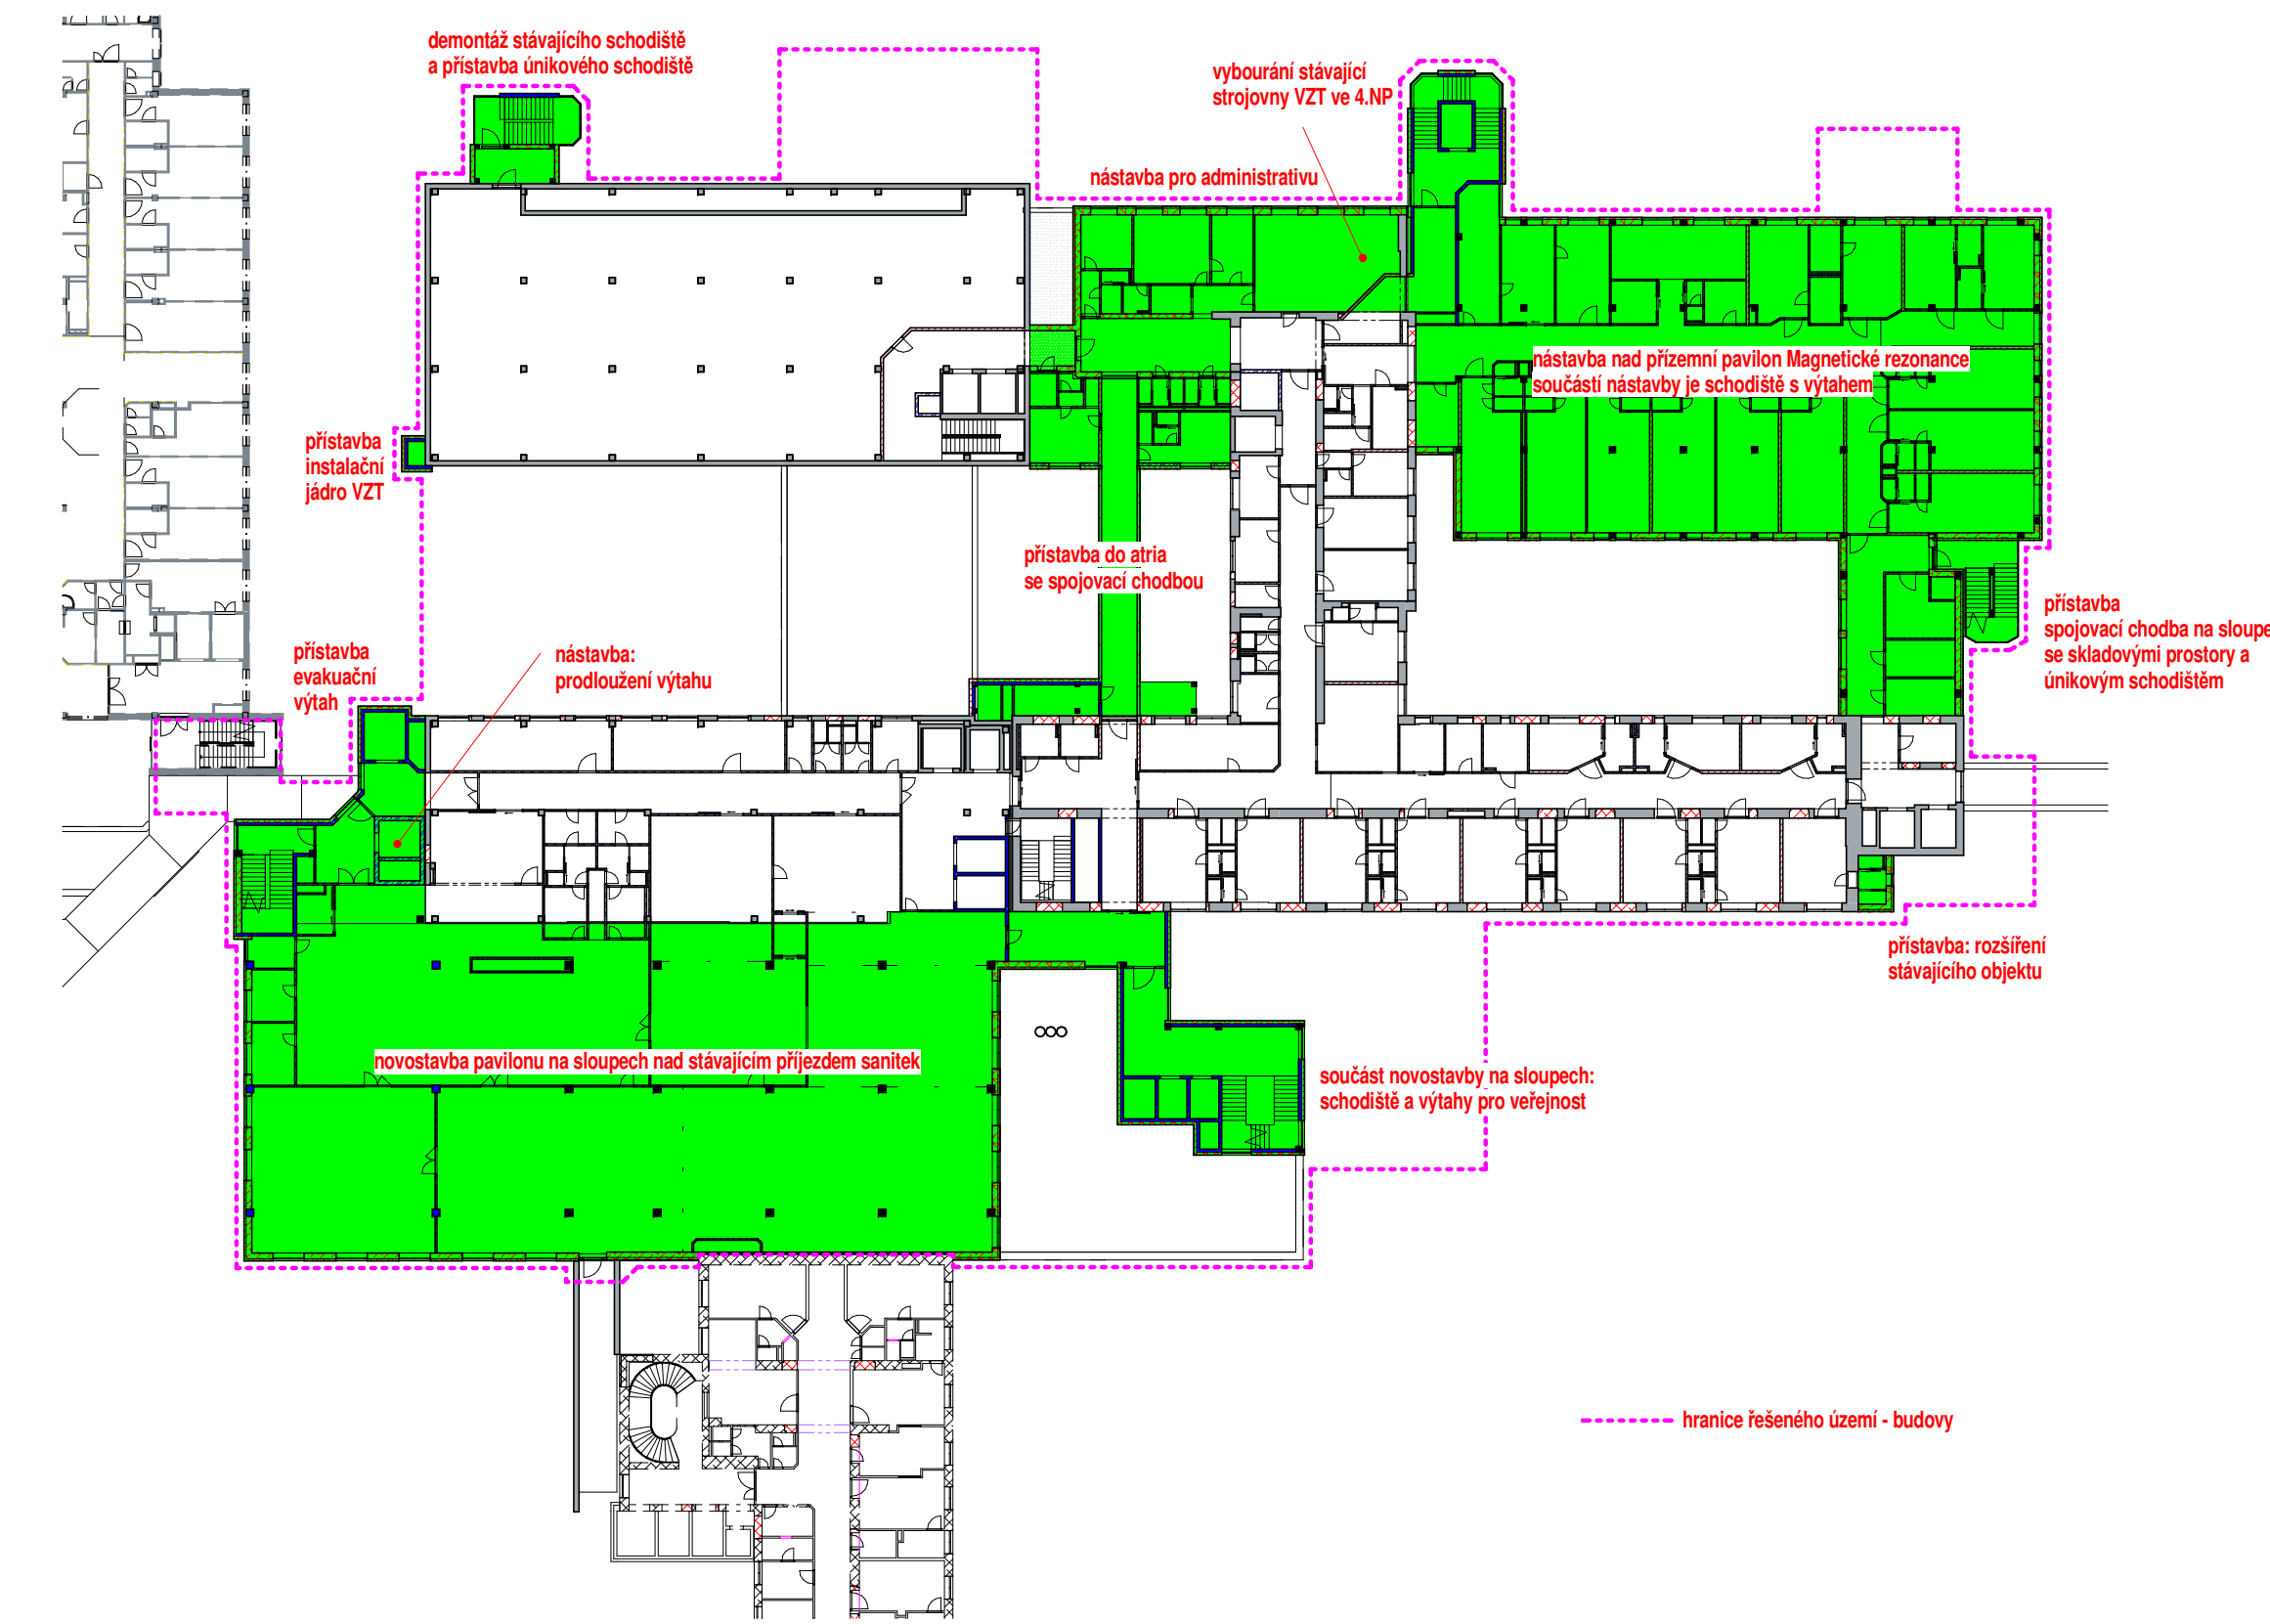 demontáž stávajícího schodiště
a přístavba únikového schodiště
vybourání stávající
strojovny VZT ve 4.NP
nástavba pro administrativu
nástavba nad přízemní pavilon Magnetické rezonance
součástí nástavby je schodiště s výtahem
přístavba
instalační
jádro VZT
přístavba do atria
se spojovací chodbou
přístavba
spojovací chodba na sloupe
se skladovými prostory a
únikovým schodištěm
přístavba
evakuační
výtah
nástavba:
prodloužení výtahu
přístavba: rozšíření
stávajícího objektu
novostavba pavilonu na sloupech nad stávajícím příjezdem sanitek
součást novostavby na sloupech:
schodiště a výtahy pro veřejnost
hranice řešeného území - budovy